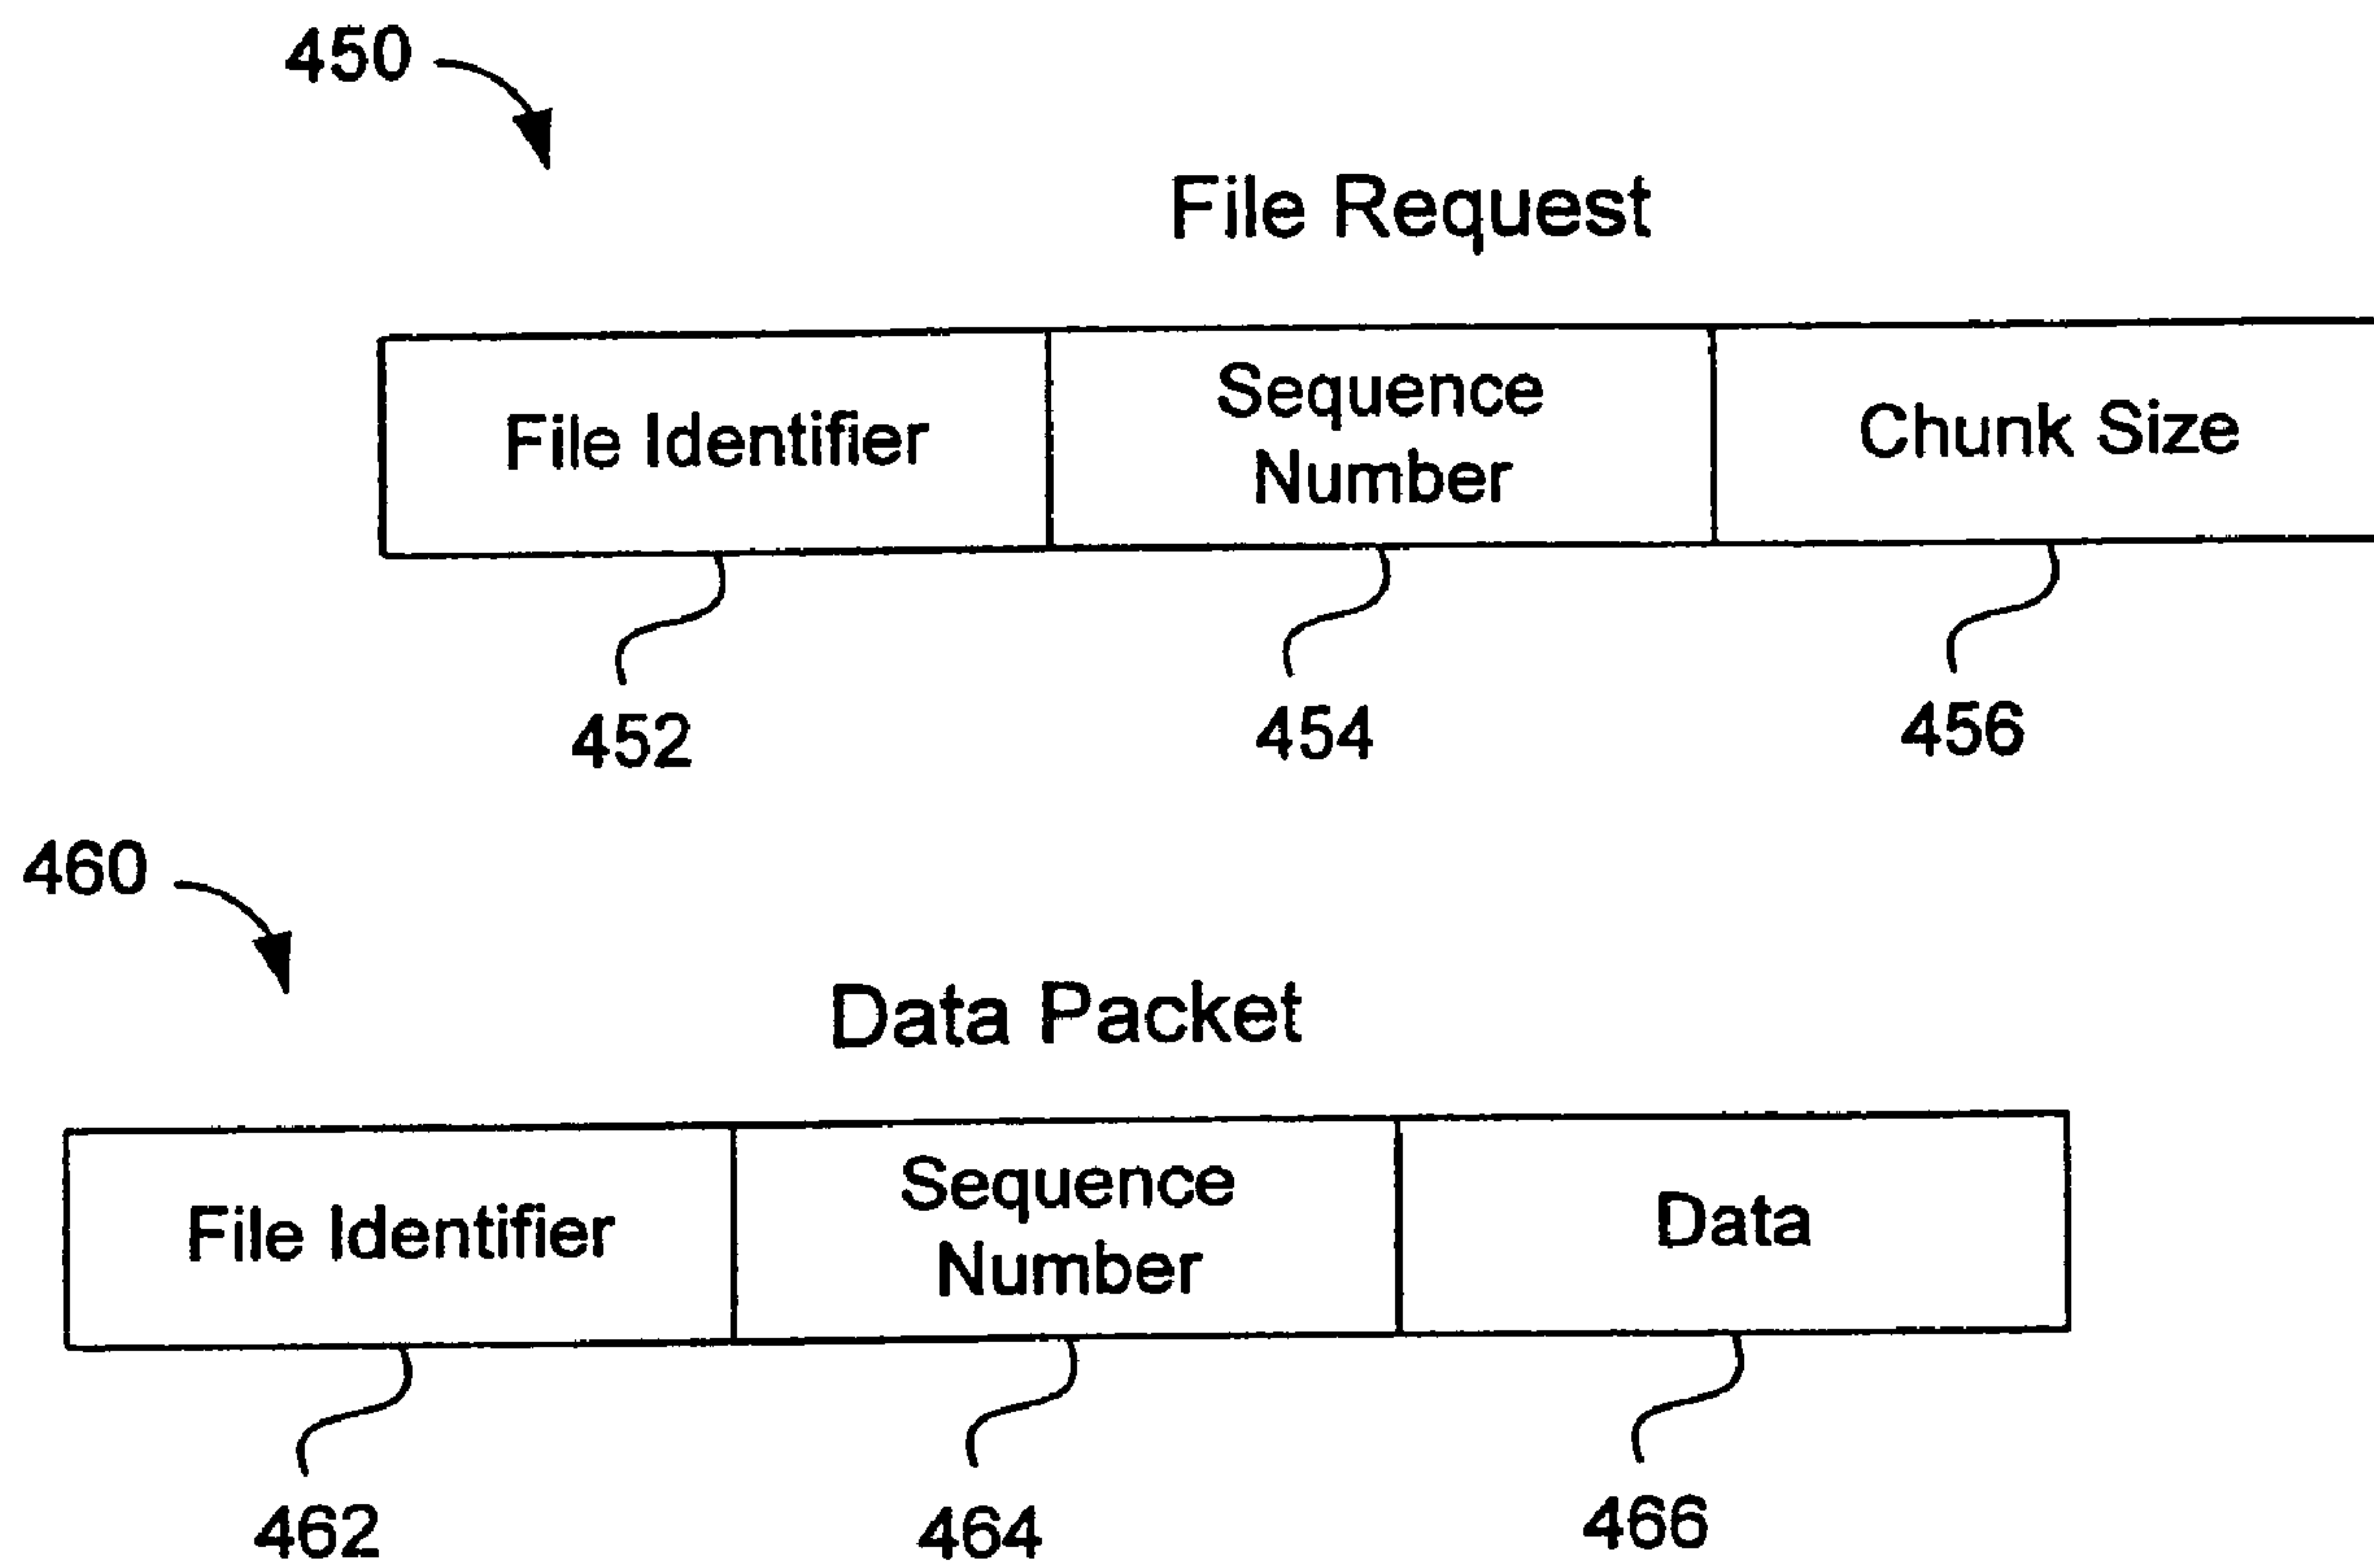 450
File Request
File Identifier
Sequence
Number
Chunk Size
452
454
456
460
Data Packet
File Identifier
Sequence
Number
Data
462
464
466